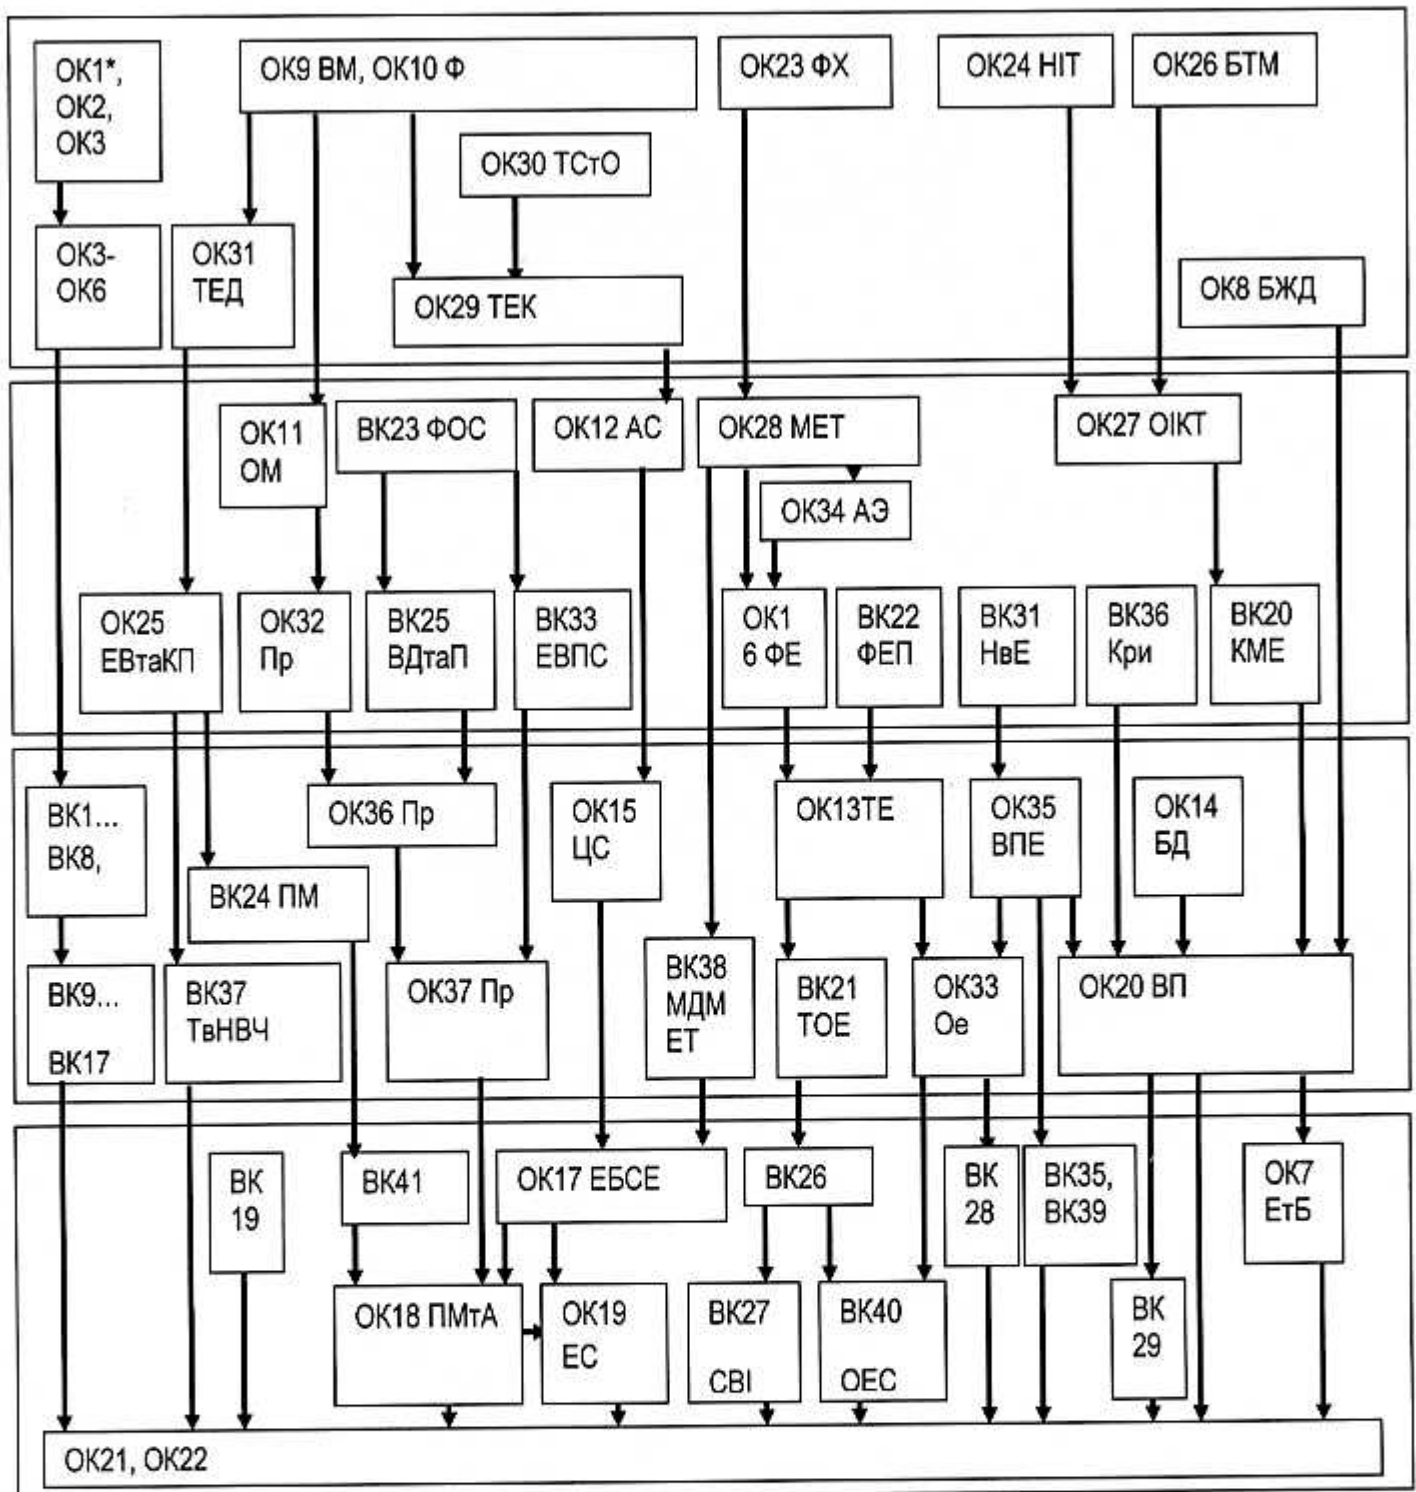 ОК1*,
ОК2,
ОК3
ОК9 ВМ, ОК10 Ф
ОК23 ФХ
ОК24 НІТ
ОК26 БТМ
ОК30 ТСтО
ОК3-
ОК6
ОК31
ТЕД
ОК29 ТЕК
ОК8 БЖД
ОК11
ОМ
ВК23 ФОС
ОК12 АС
ОК28 МЕТ
ОК27 ОІКТ
ОК34 АЭ
ОК25
ЕВтаКП
ОК32
Пр
ВК25
ВДтаП
ВК33
ЕВПС
ОК1
6 ФЕ
ВК22
ФЕП
ВК31
НвЕ
ВК36
Кри
ВК20
КМЕ
ВК1...
ВК8,
ОК36 Пр
ОК15
ЦС
ОК13ТЕ
ОК35
ВПЕ
ОК14
БД
ВК24 ПМ
ВК9...
ВК17
ВК37
ТвНВЧ
ОК37 Пр
ВК38
МДМ
ЕТ
ВК21
ТОЕ
ОК33
Ое
ОК20 ВП
ВК
19
ВК41
ОК17 ЕБСЕ
ВК26
ВК
28
ВК35,
ВК39
ОК7
ЕтБ
ОК18 ПМтА
ОК19
ЕС
ВК27
СВІ
ВК40
ОЕС
ВК
29
ОК21, ОК22